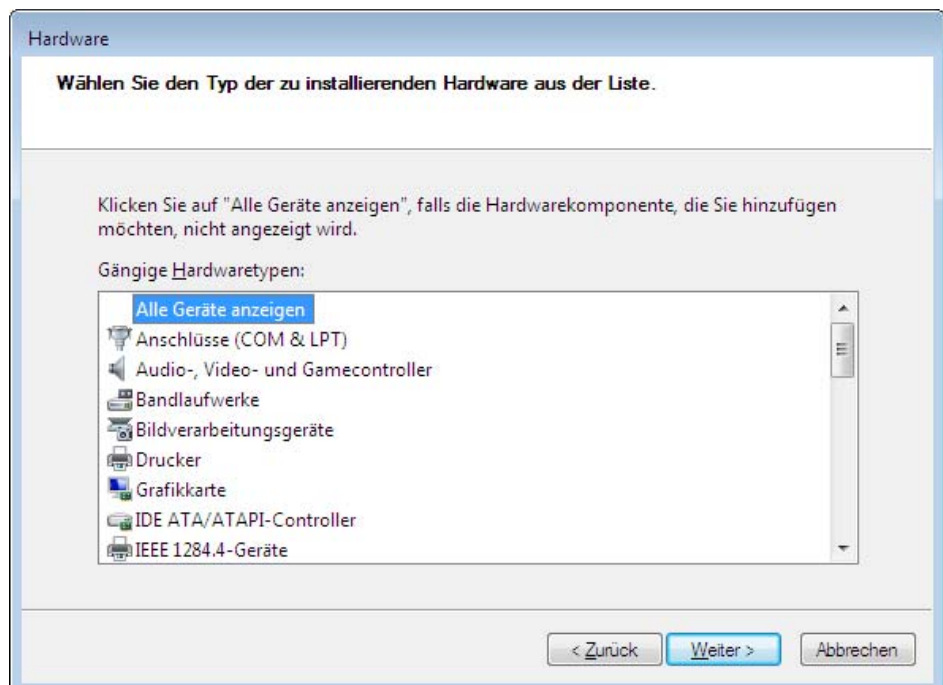 Hardware
Wählen Sie den Typ der zu installierenden Hardware aus der Liste.
Klicken Sie auf "Alle Geräte anzeigen", falls die Hardwarekomponente, die Sie hinzufügen
möchten, nicht angezeigt wird.
Gängige Hardwaretypen:
Alle Geräte anzeigen
Anschlüsse (COM & LPT)
Audio-, Video- und Gamecontroller
Bandlaufwerke
Bildverarbeitungsgeräte
Drucker
Grafikkarte
IDE ATA/ATAPI-Controller
IEEE 1284.4-Geräte
< Zurück
Weiter >
Abbrechen